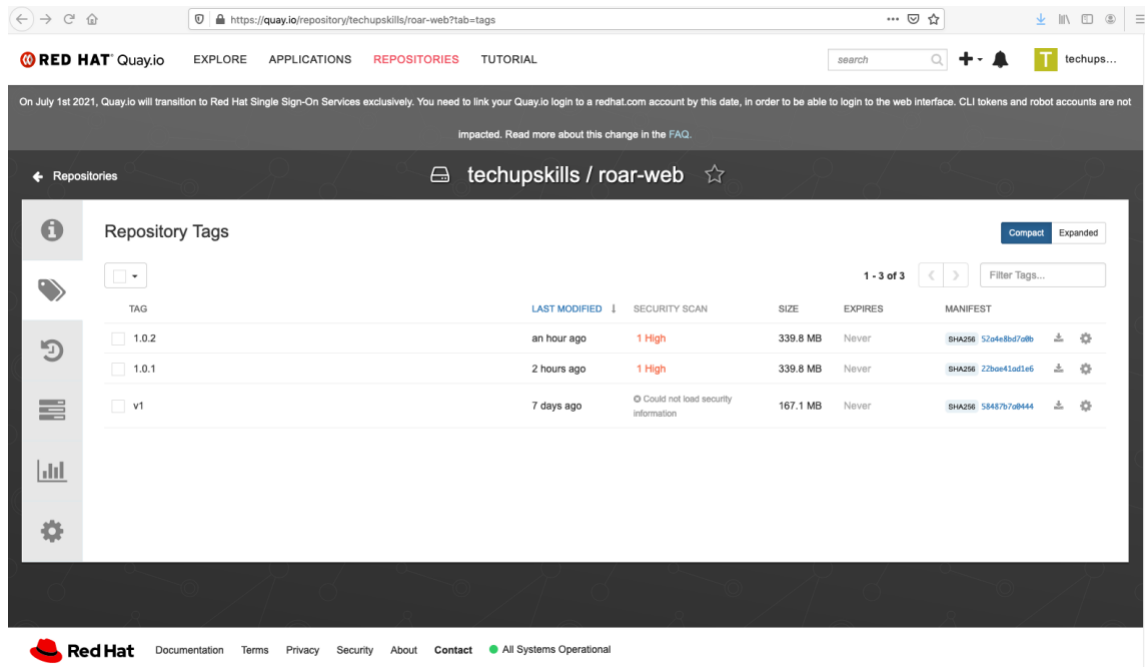 https://quay.io/repository/techupskills/roar-web?tab=tags
RED HAT Quay.io EXPLORE APPLICATIONS REPOSITORIES TUTORIAL search T techups...
On July 1st 2021, Quay.io will transition to Red Hat Single Sign-On Services exclusively. You need to link your Quay.io login to a redhat.com account by this date, in order to be able to login to the web interface. CLI tokens and robot accounts are not
impacted. Read more about this change in the FAQ.
Repositories techupskills / roar-web
Repository Tags Compact Expanded
1 - 3 of 3 Filter Tags...
TAG LAST MODIFIED SECURITY SCAN SIZE EXPIRES MANIFEST
1.0.2 an hour ago 1 High 339.8 MB Never SHA256 52a4e8bd7a0b
1.0.1 2 hours ago 1 High 339.8 MB Never SHA256 22bae41ad1e6
v1 7 days ago Could not load security information 167.1 MB Never SHA256 58487b7a0444
Red Hat Documentation Terms Privacy Security About Contact All Systems Operational